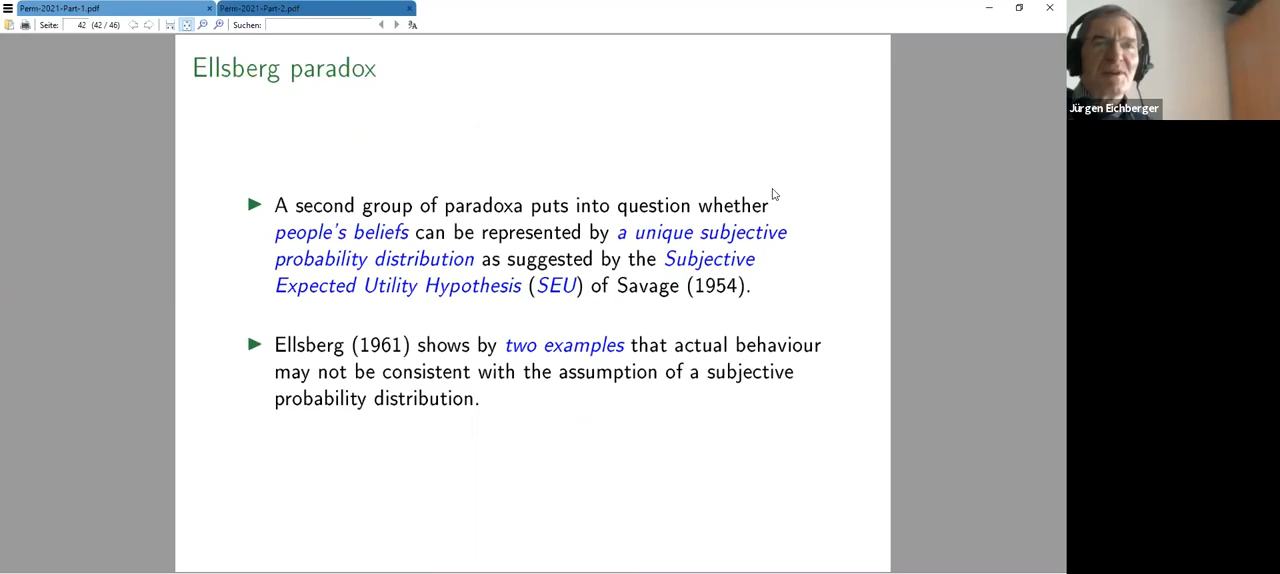 Perm-2021-Part-1.pdf
Perm-2021-Part-2.pdf
Seite: 42 (42 / 46) Suchen:
Jürgen Eichberger
Ellsberg paradox
A second group of paradoxa puts into question whether
people's beliefs can be represented by a unique subjective
probability distribution as suggested by the Subjective
Expected Utility Hypothesis (SEU) of Savage (1954).
Ellsberg (1961) shows by two examples that actual behaviour
may not be consistent with the assumption of a subjective
probability distribution.